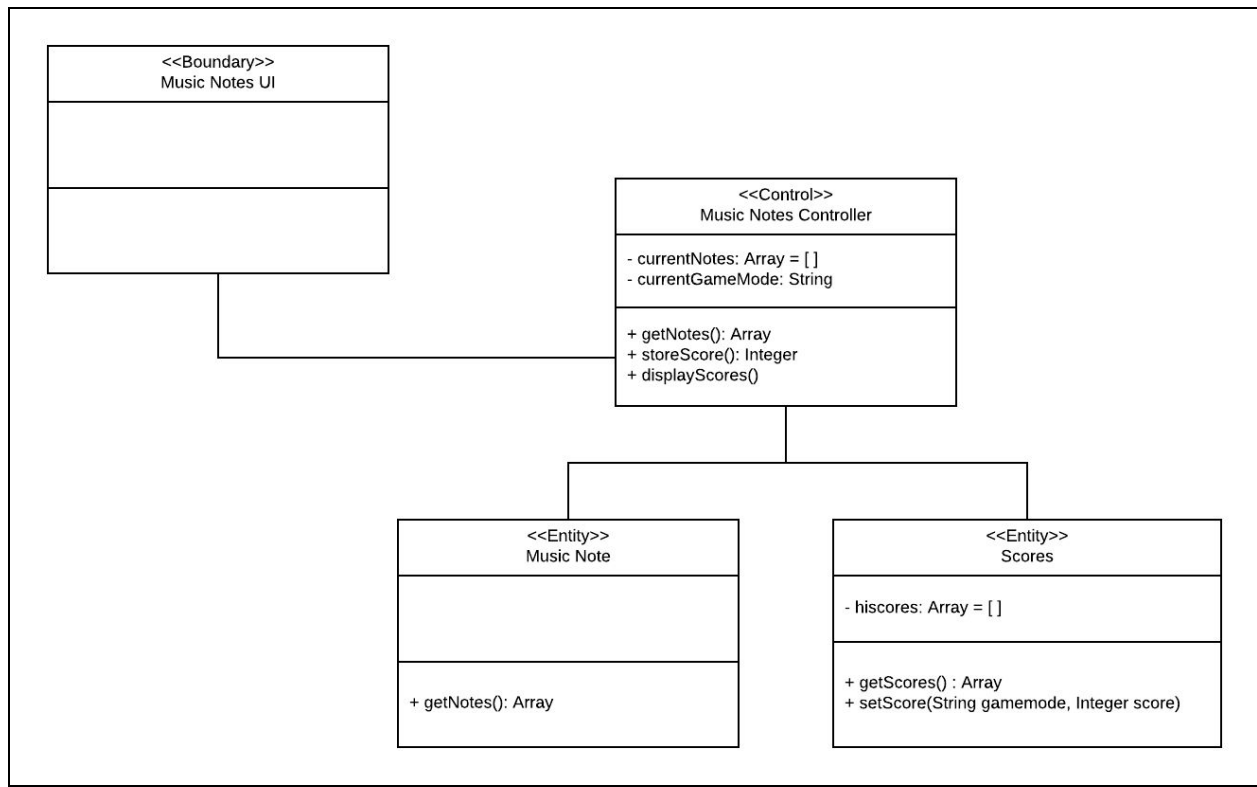 <<Boundary>>
Music Notes UI
<<Control>>
Music Notes Controller
- currentNotes: Array = [ ]
- currentGameMode: String
+ getNotes(): Array
+ storeScore(): Integer
+ displayScores()
<<Entity>>
Music Note
+ getNotes(): Array
<<Entity>>
Scores
- hiscores: Array = [ ]
+ getScores() : Array
+ setScore(String gamemode, Integer score)